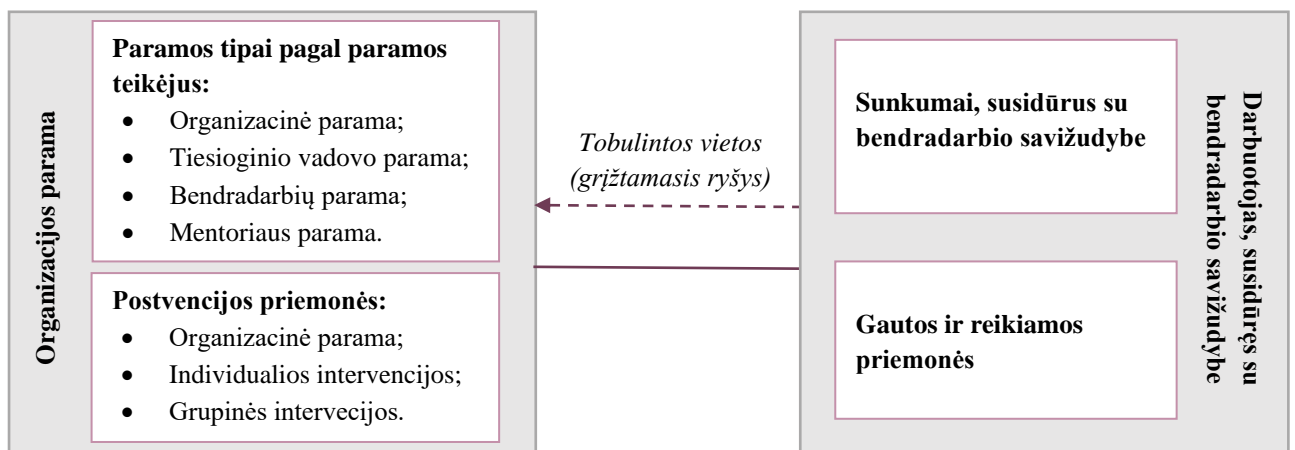 Organizacijos parama
Paramos tipai pagal paramos
teikėjus:
• Organizacinė parama;
• Tiesioginio vadovo parama;
• Bendradarbių parama;
• Mentoriaus parama.
Postvencijos priemonės:
• Organizacinė parama;
• Individualios intervencijos;
• Grupinės intervecijos.
Tobulintos vietos
(grįžtamasis ryšys)
Sunkumai, susidūrus su
bendradarbio savižudybe
Gautos ir reikiamos
priemonės
Darbuotojas, susidūręs su
bendradarbio savižudybe